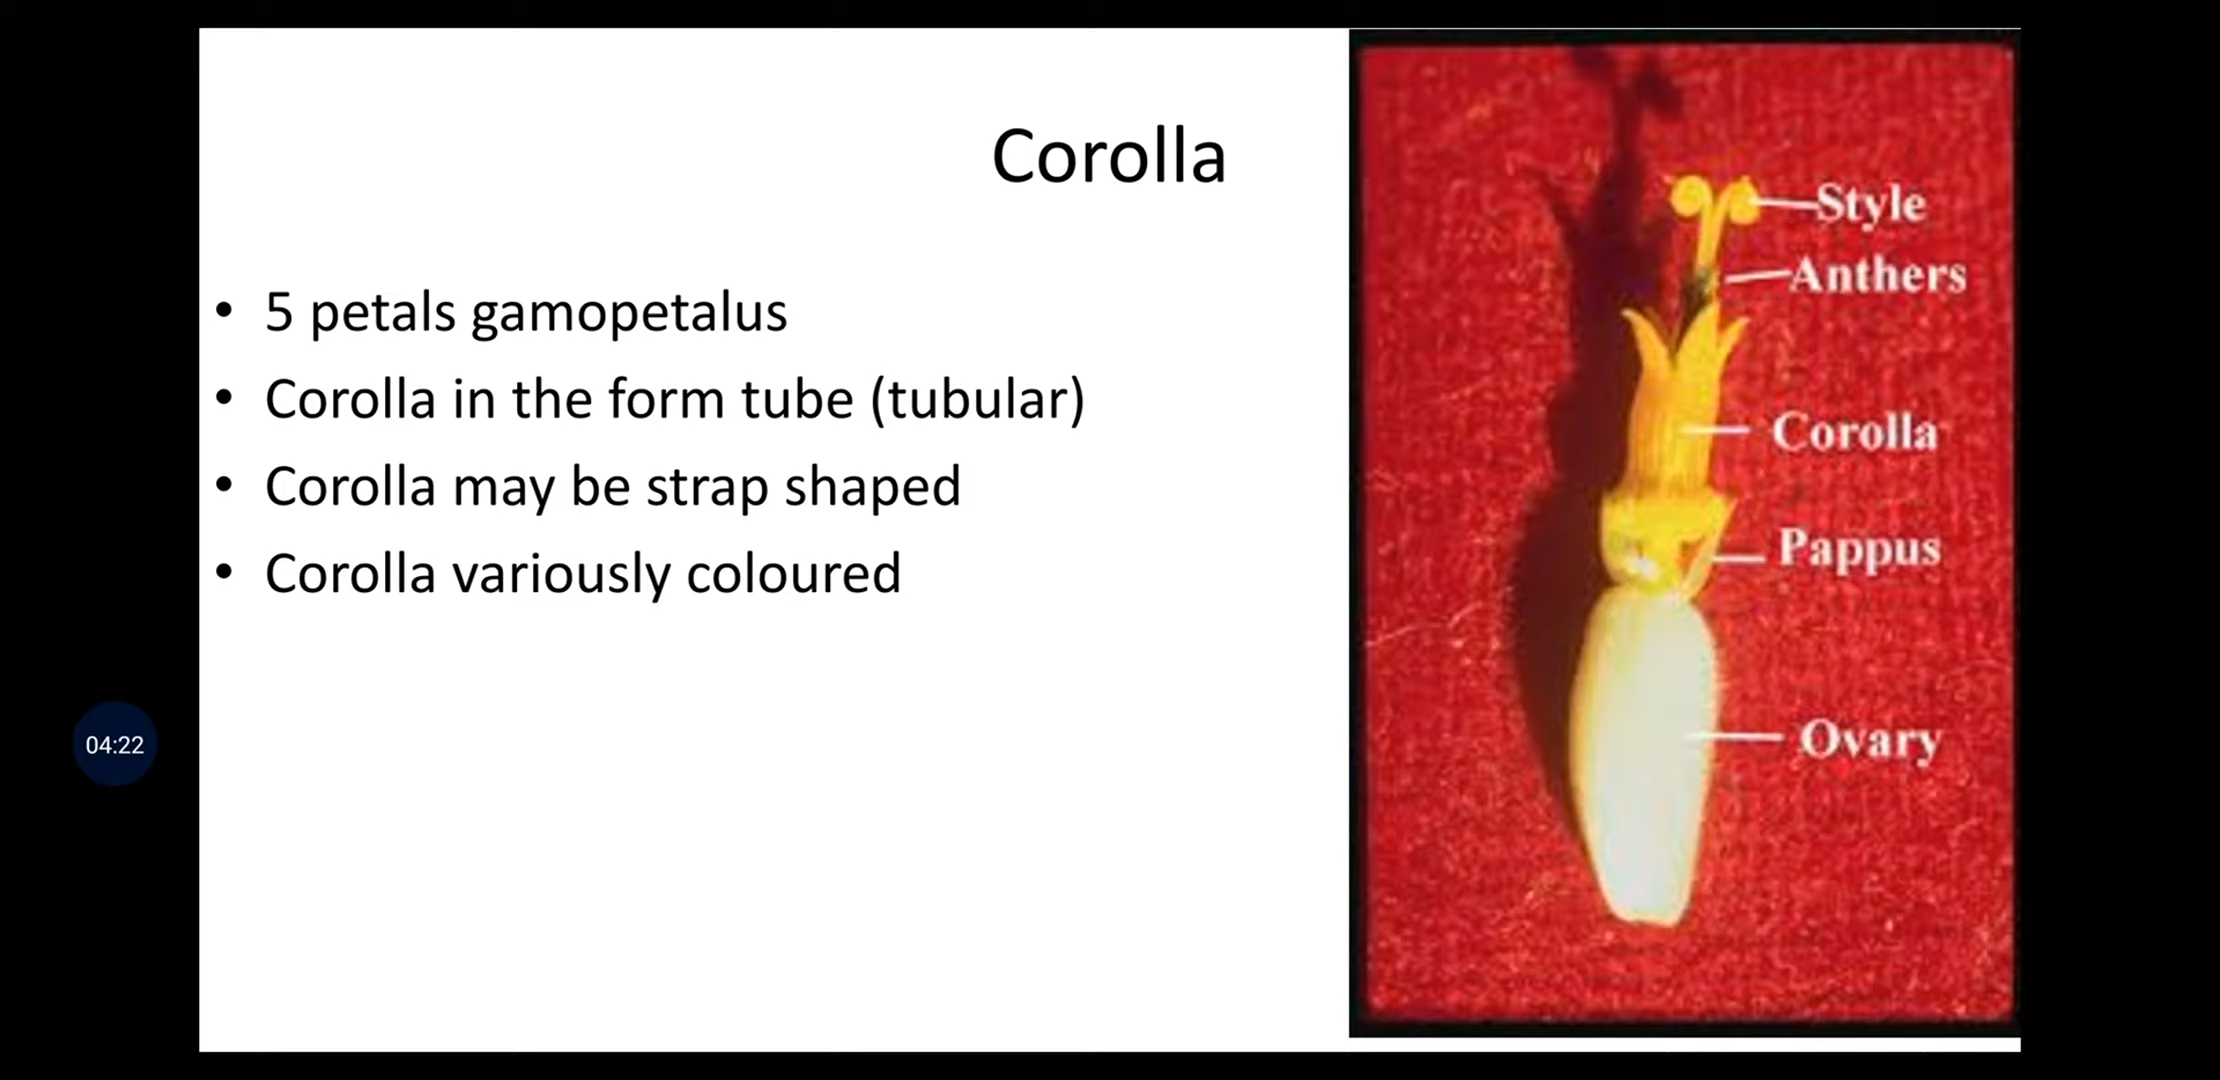 Corolla
• 5 petals gamopetalus
• Corolla in the form tube (tubular)
• Corolla may be strap shaped
• Corolla variously coloured
Style
Anthers
Corolla
Pappus
Ovary
04:22